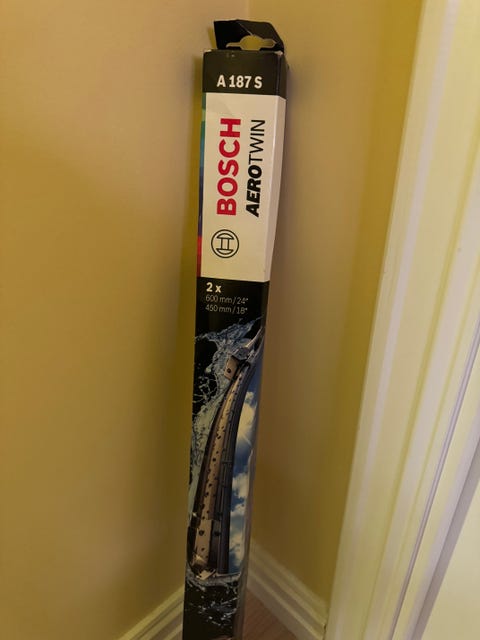 A 187 S
BOSCH
AEROTWIN
2 x
600 mm / 24"
450 mm / 18"